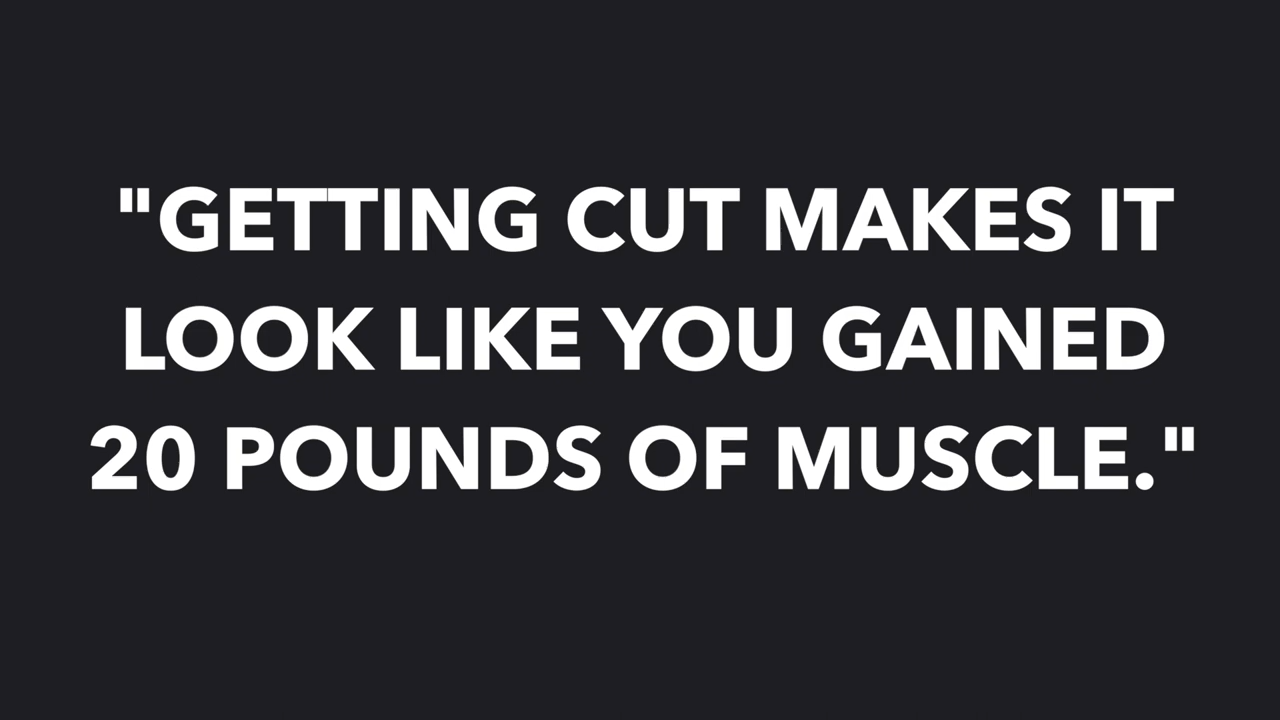 "GETTING CUT MAKES IT
LOOK LIKE YOU GAINED
20 POUNDS OF MUSCLE."